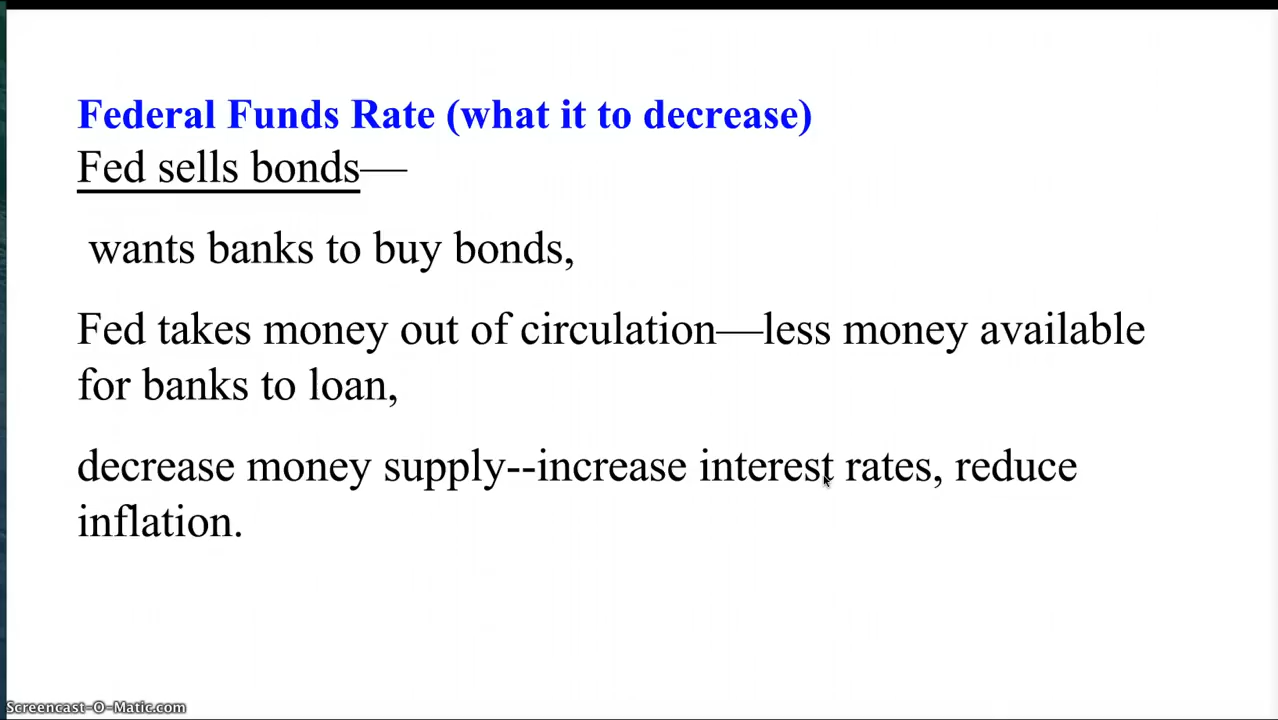 Federal Funds Rate (what it to decrease)
Fed sells bonds—
wants banks to buy bonds,
Fed takes money out of circulation—less money available
for banks to loan,
decrease money supply--increase interest rates, reduce
inflation.
Screencast-O-Matic.com